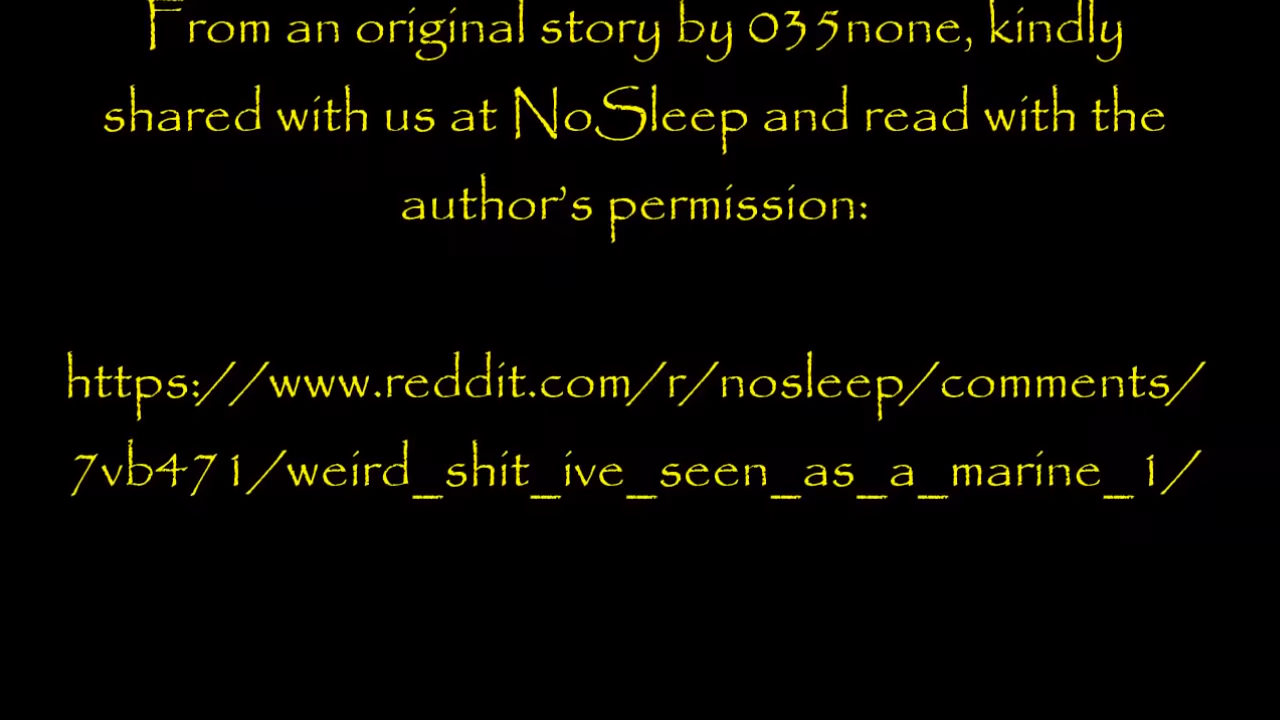 From an original story by 035none, kindly
shared with us at NoSleep and read with the
author’s permission:
https://www.reddit.com/r/nosleep/comments/
7vb471/weird_shit_ive_seen_as_a_marine_1/